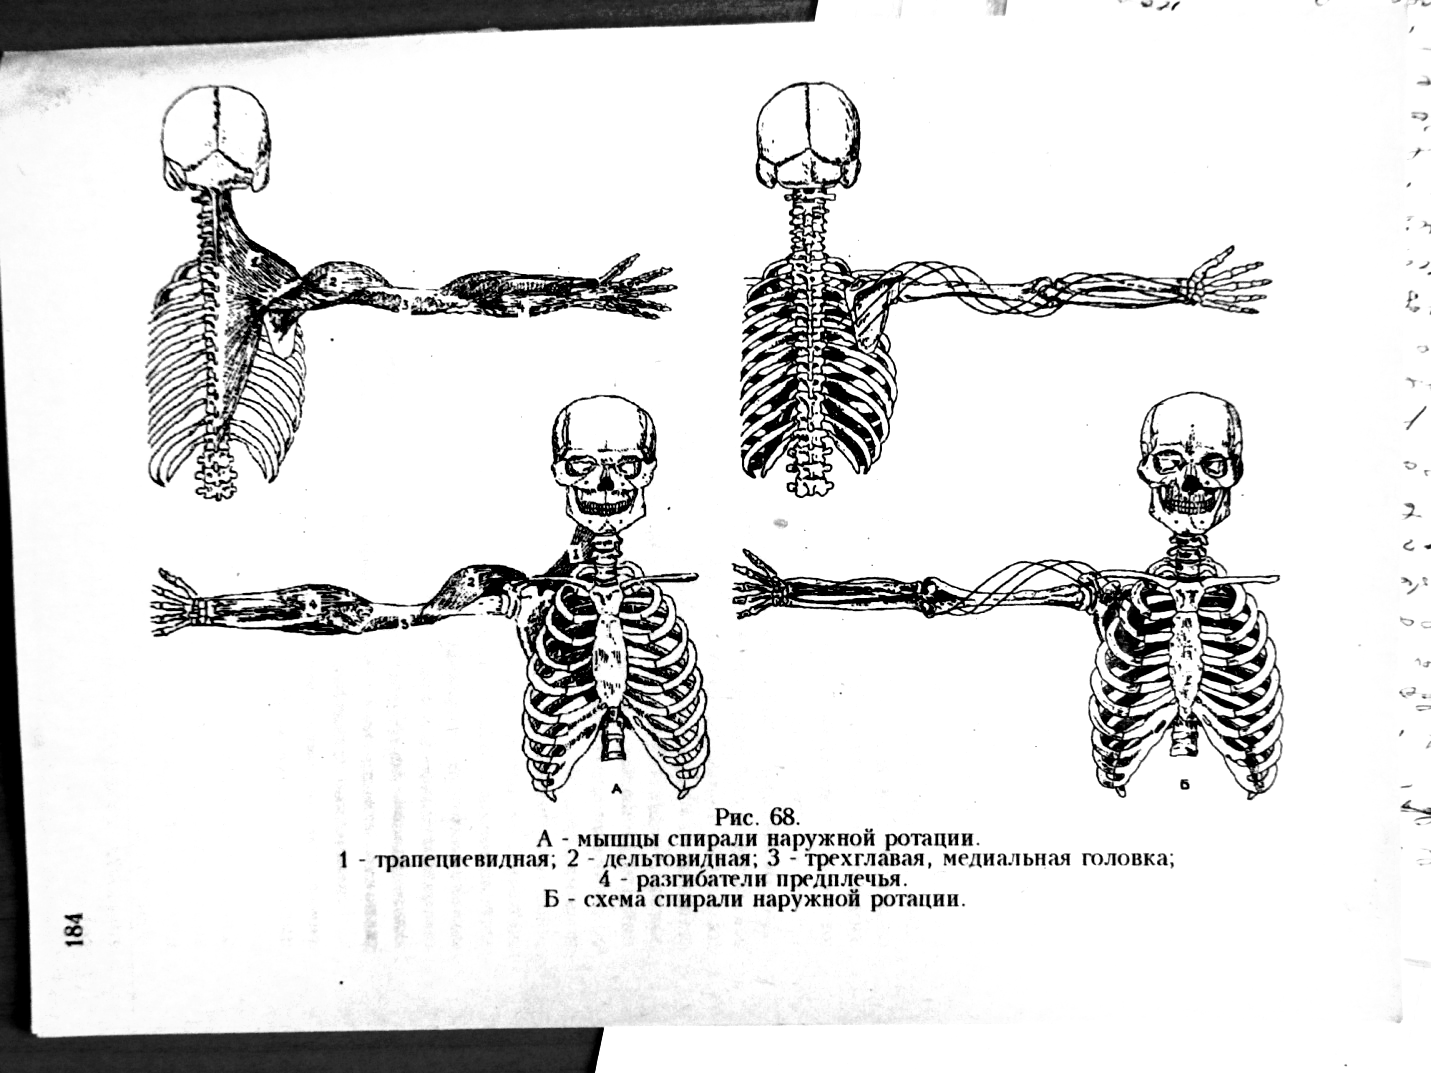 А
Б
Рис. 68.
А - мышцы спирали наружной ротации.
1 - трапециевидная; 2 - дельтовидная; 3 - трехглавая, медиальная головка;
4 - разгибатели предплечья.
Б - схема спирали наружной ротации.
184